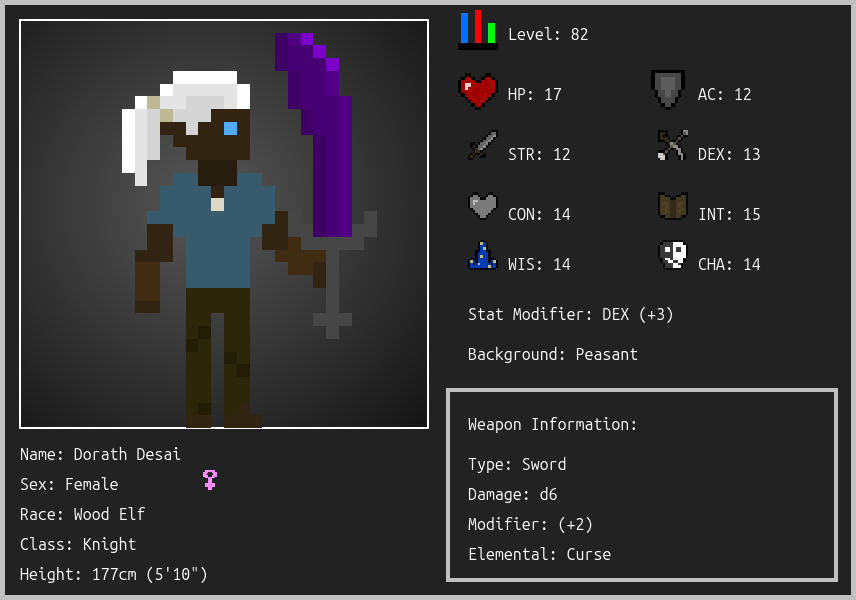 Level: 82
HP: 17
AC: 12
STR: 12
DEX: 13
CON: 14
INT: 15
WIS: 14
CHA: 14
Stat Modifier: DEX (+3)
Background: Peasant
Weapon Information:
Type: Sword
Damage: d6
Modifier: (+2)
Elemental: Curse
Name: Dorath Desai
Sex: Female
Race: Wood Elf
Class: Knight
Height: 177cm (5'10")